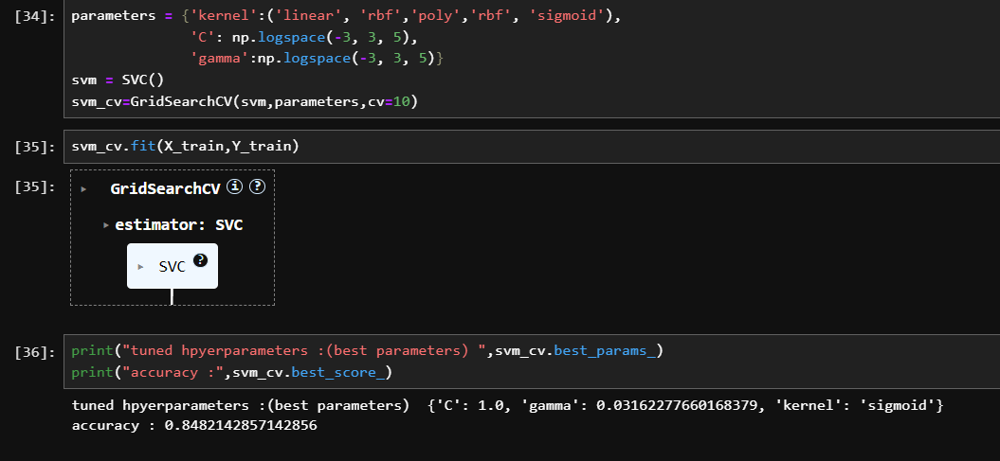 [34]: parameters = {'kernel':('linear', 'rbf','poly','rbf', 'sigmoid'),
'C': np.logspace(-3, 3, 5),
'gamma':np.logspace(-3, 3, 5)}
svm = SVC()
svm_cv=GridSearchCV(svm,parameters,cv=10)
[35]: svm_cv.fit(X_train,Y_train)
[35]: ▸ GridSearchCV i ?
▸ estimator: SVC
▸ SVC ?
[36]: print("tuned hpyerparameters :(best parameters) ",svm_cv.best_params_)
print("accuracy :",svm_cv.best_score_)
tuned hpyerparameters :(best parameters)  {'C': 1.0, 'gamma': 0.03162277660168379, 'kernel': 'sigmoid'}
accuracy : 0.8482142857142856